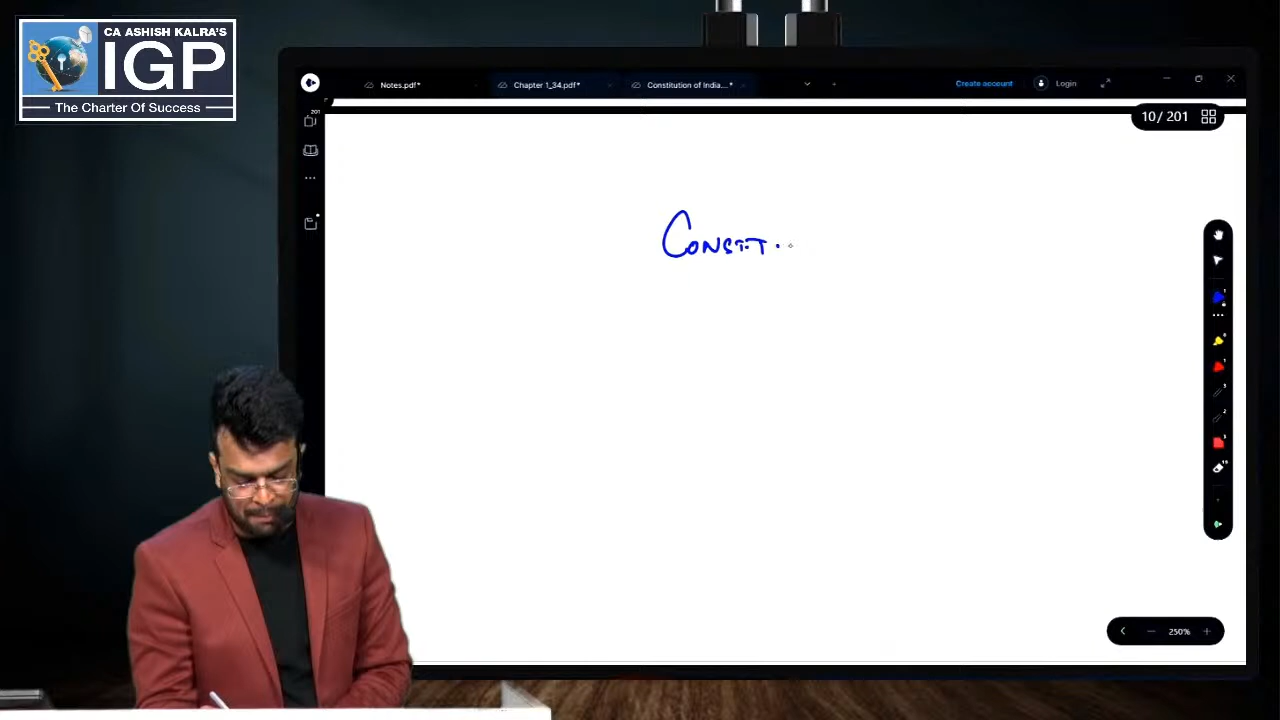 CA ASHISH KALRA'S
IGP
The Charter Of Success
Notes.pdf*
Chapter 1_34.pdf*
Constitution of India....*
Create account
Login
201
10/ 201
CONSTIT..
250%